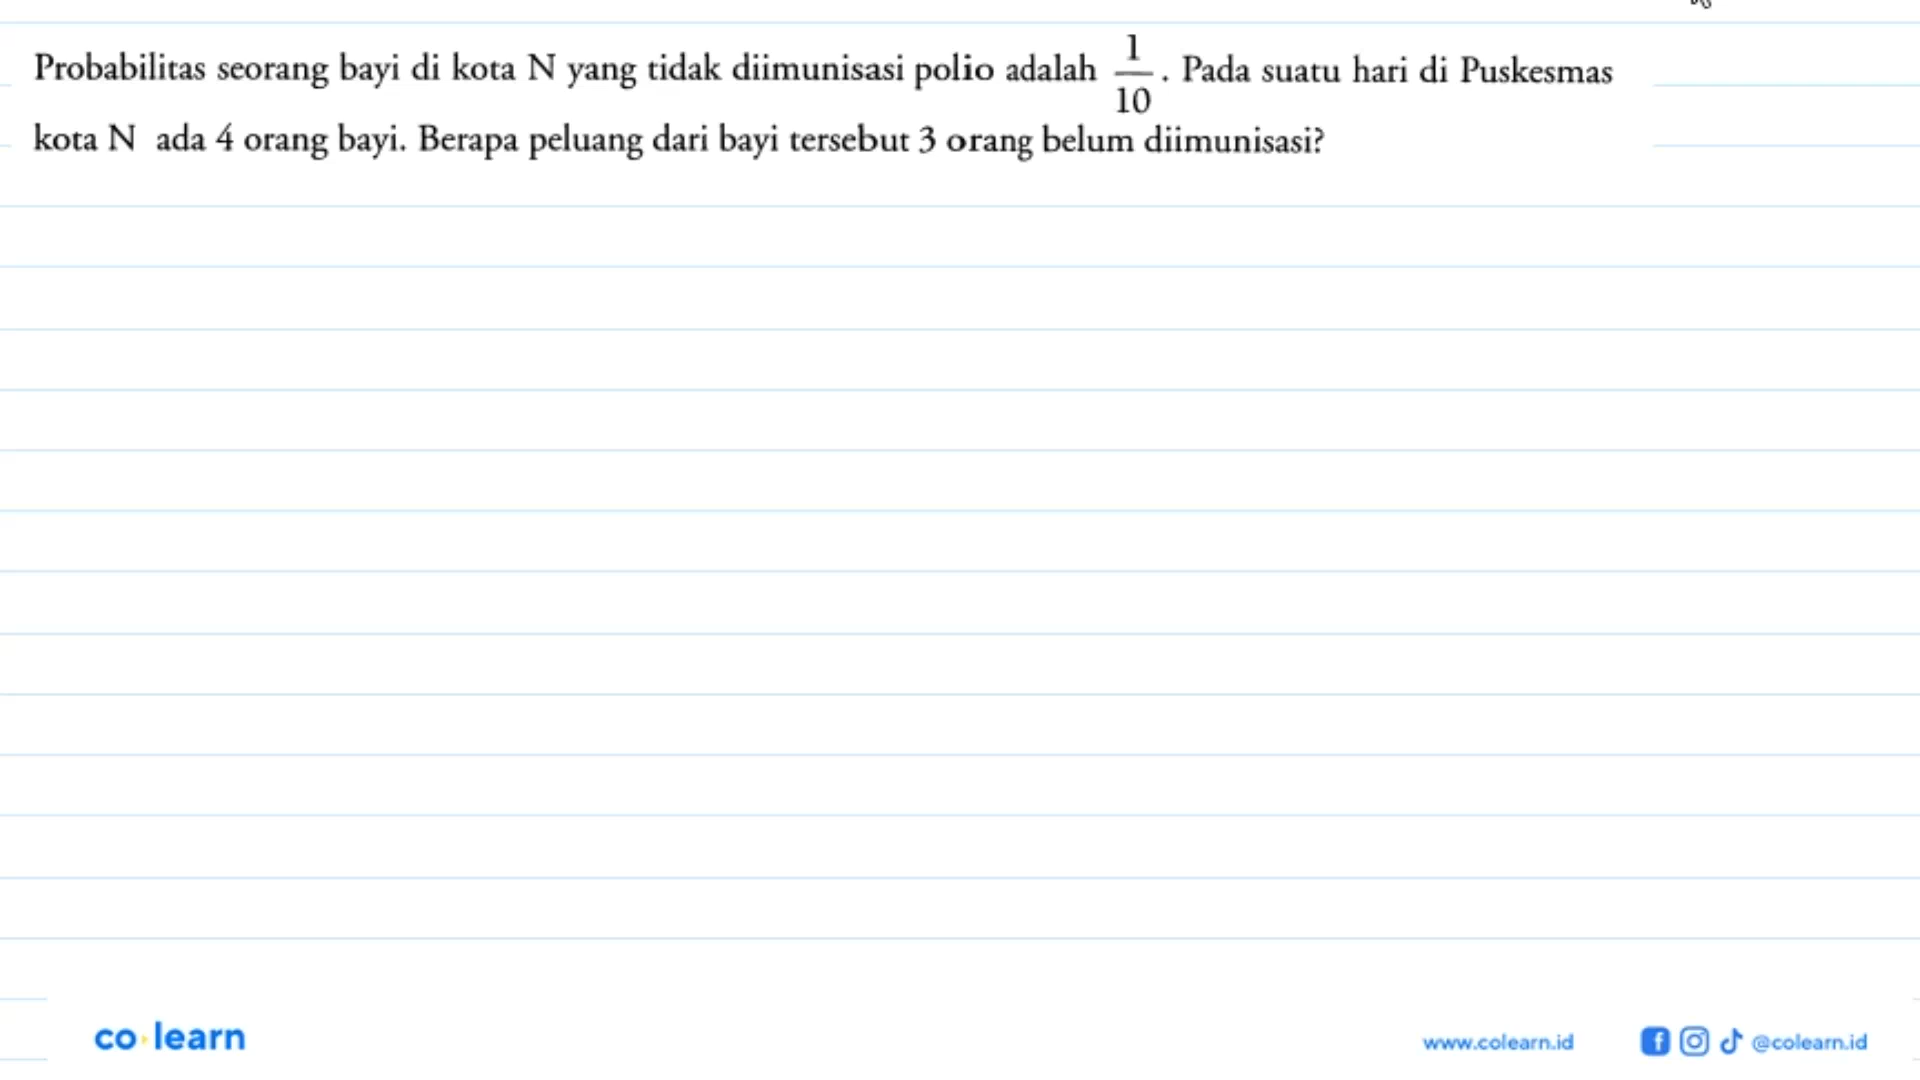 Probabilitas seorang bayi di kota N yang tidak diimunisasi polio adalah 1/10. Pada suatu hari di Puskesmas
kota N ada 4 orang bayi. Berapa peluang dari bayi tersebut 3 orang belum diimunisasi?
co learn
www.colearn.id
@colearn.id